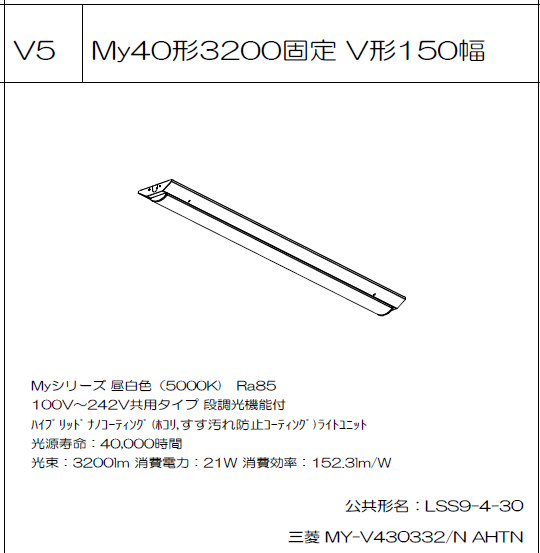 V5 My40形3200固定 V形150幅
Myシリーズ 昼白色（5000K） Ra85
100V～242V共用タイプ 段調光機能付
ﾊｲﾌﾞﾘｯﾄﾞﾅﾉｺｰﾃｨﾝｸﾞ(ﾎｺﾘ,すす汚れ防止ｺｰﾃｨﾝｸﾞ)ﾗｲﾄﾕﾆｯﾄ
光源寿命：40,000時間
光束：3200lm 消費電力：21W 消費効率：152.3lm/W
公共形名：LSS9-4-30
三菱 MY-V430332/N AHTN